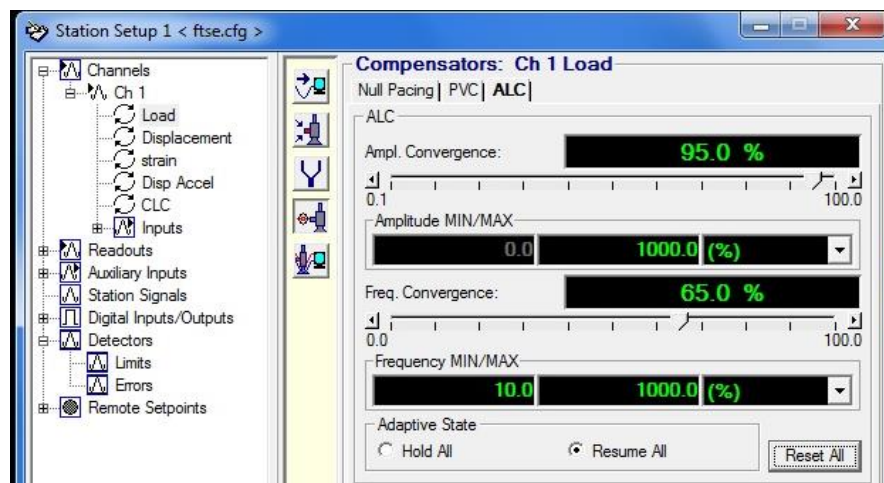 Station Setup 1 < ftse.cfg >
Channels
Ch 1
Load
Displacement
strain
Disp Accel
CLC
Inputs
Readouts
Auxiliary Inputs
Station Signals
Digital Inputs/Outputs
Detectors
Limits
Errors
Remote Setpoints
Compensators: Ch 1 Load
Null Pacing PVC ALC
ALC
Ampl. Convergence: 95.0 %
0.1 100.0
Amplitude MIN/MAX
0.0 1000.0 (%)
Freq. Convergence: 65.0 %
0.0 100.0
Frequency MIN/MAX
10.0 1000.0 (%)
Adaptive State
Hold All Resume All Reset All